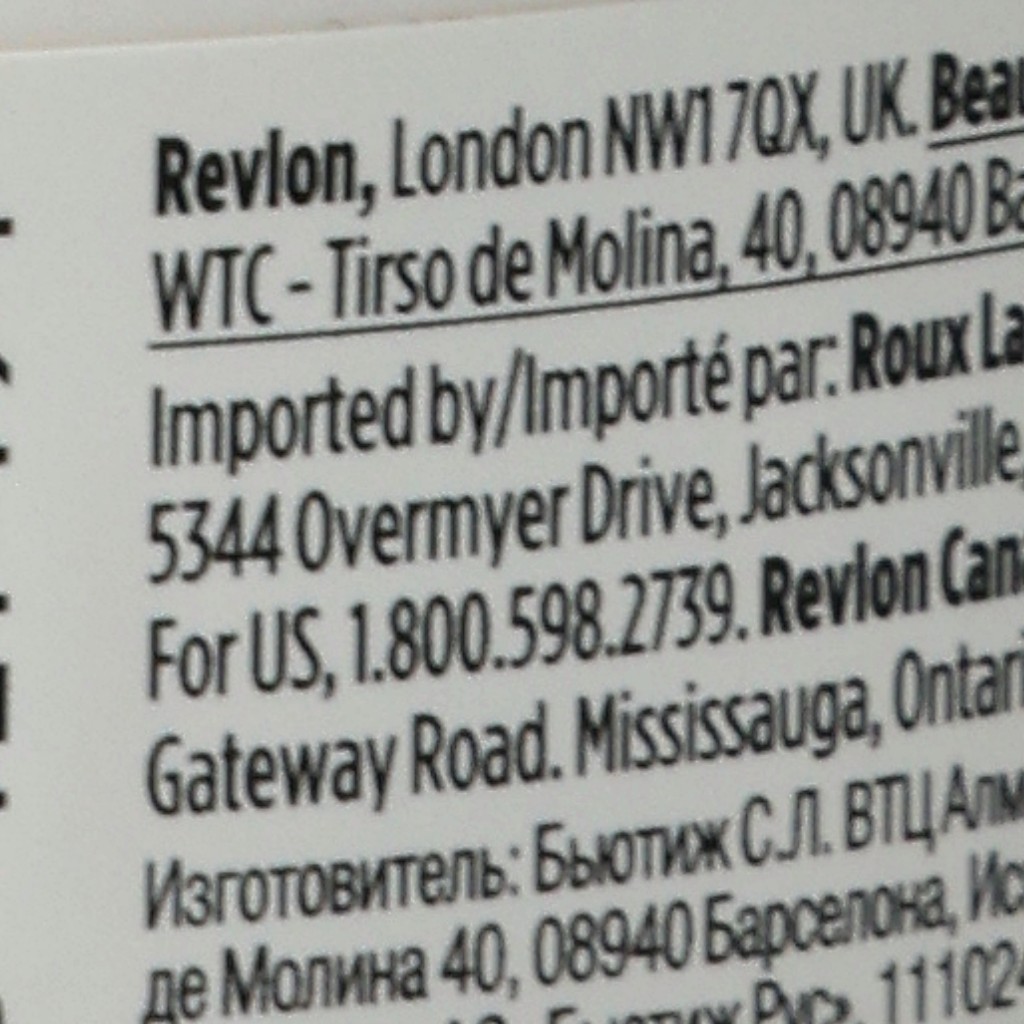 Revlon, London NW1 7QX, UK.
WTC - Tirso de Molina, 40, 08940
Imported by/Importé par: Roux
5344 Overmyer Drive, Jacksonville,
For US, 1.800.598.2739. Revlon
Gateway Road. Mississauga,
Изготовитель: Бьютиж С.Л. ВТЦ
де Молина 40, 08940 Барселона,
Бьютиж Рус»,